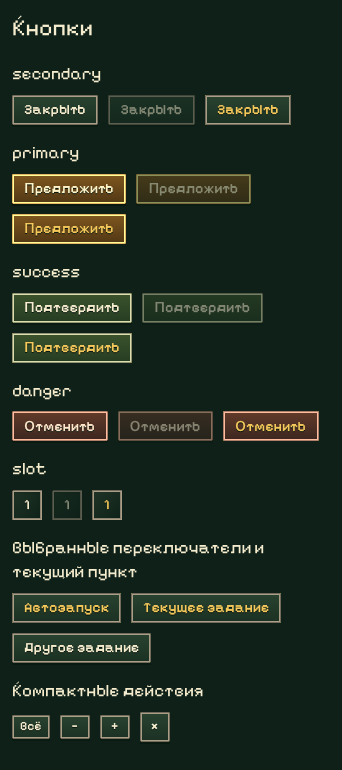 Кнопки
secondary
Закрыть Закрыть Закрыть
primary
Предложить Предложить
Предложить
success
Подтвердить Подтвердить
Подтвердить
danger
Отменить Отменить Отменить
slot
1 1 1
Выбранные переключатели и
текущий пункт
Автозапуск Текущее задание
Другое задание
Компактные действия
Всё - + ×